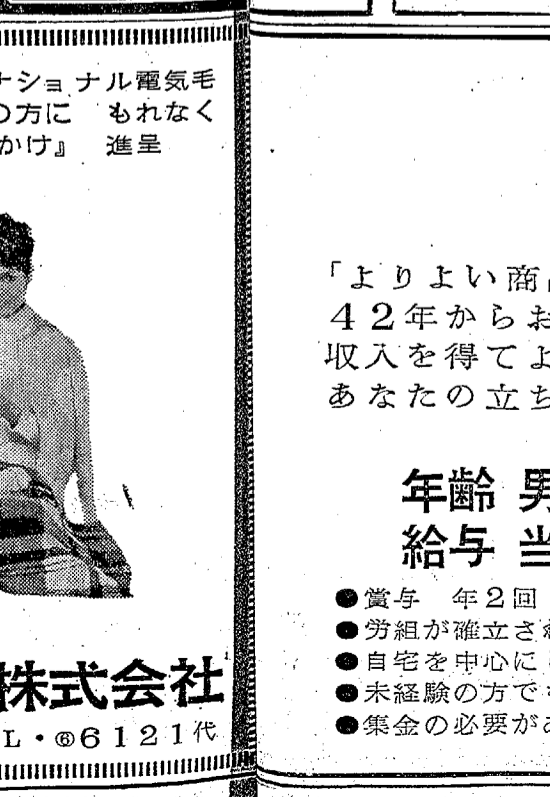 ナショナル電気毛
の方に もれなく
かけ』 進呈
株式会社
L・⑥6121代
「よりよい商品
42年からお
収入を得てよ
あなたの立ち
年齢 男
給与 当
●賞与 年2回
●労組が確立され
●自宅を中心に
●未経験の方で
●集金の必要があ